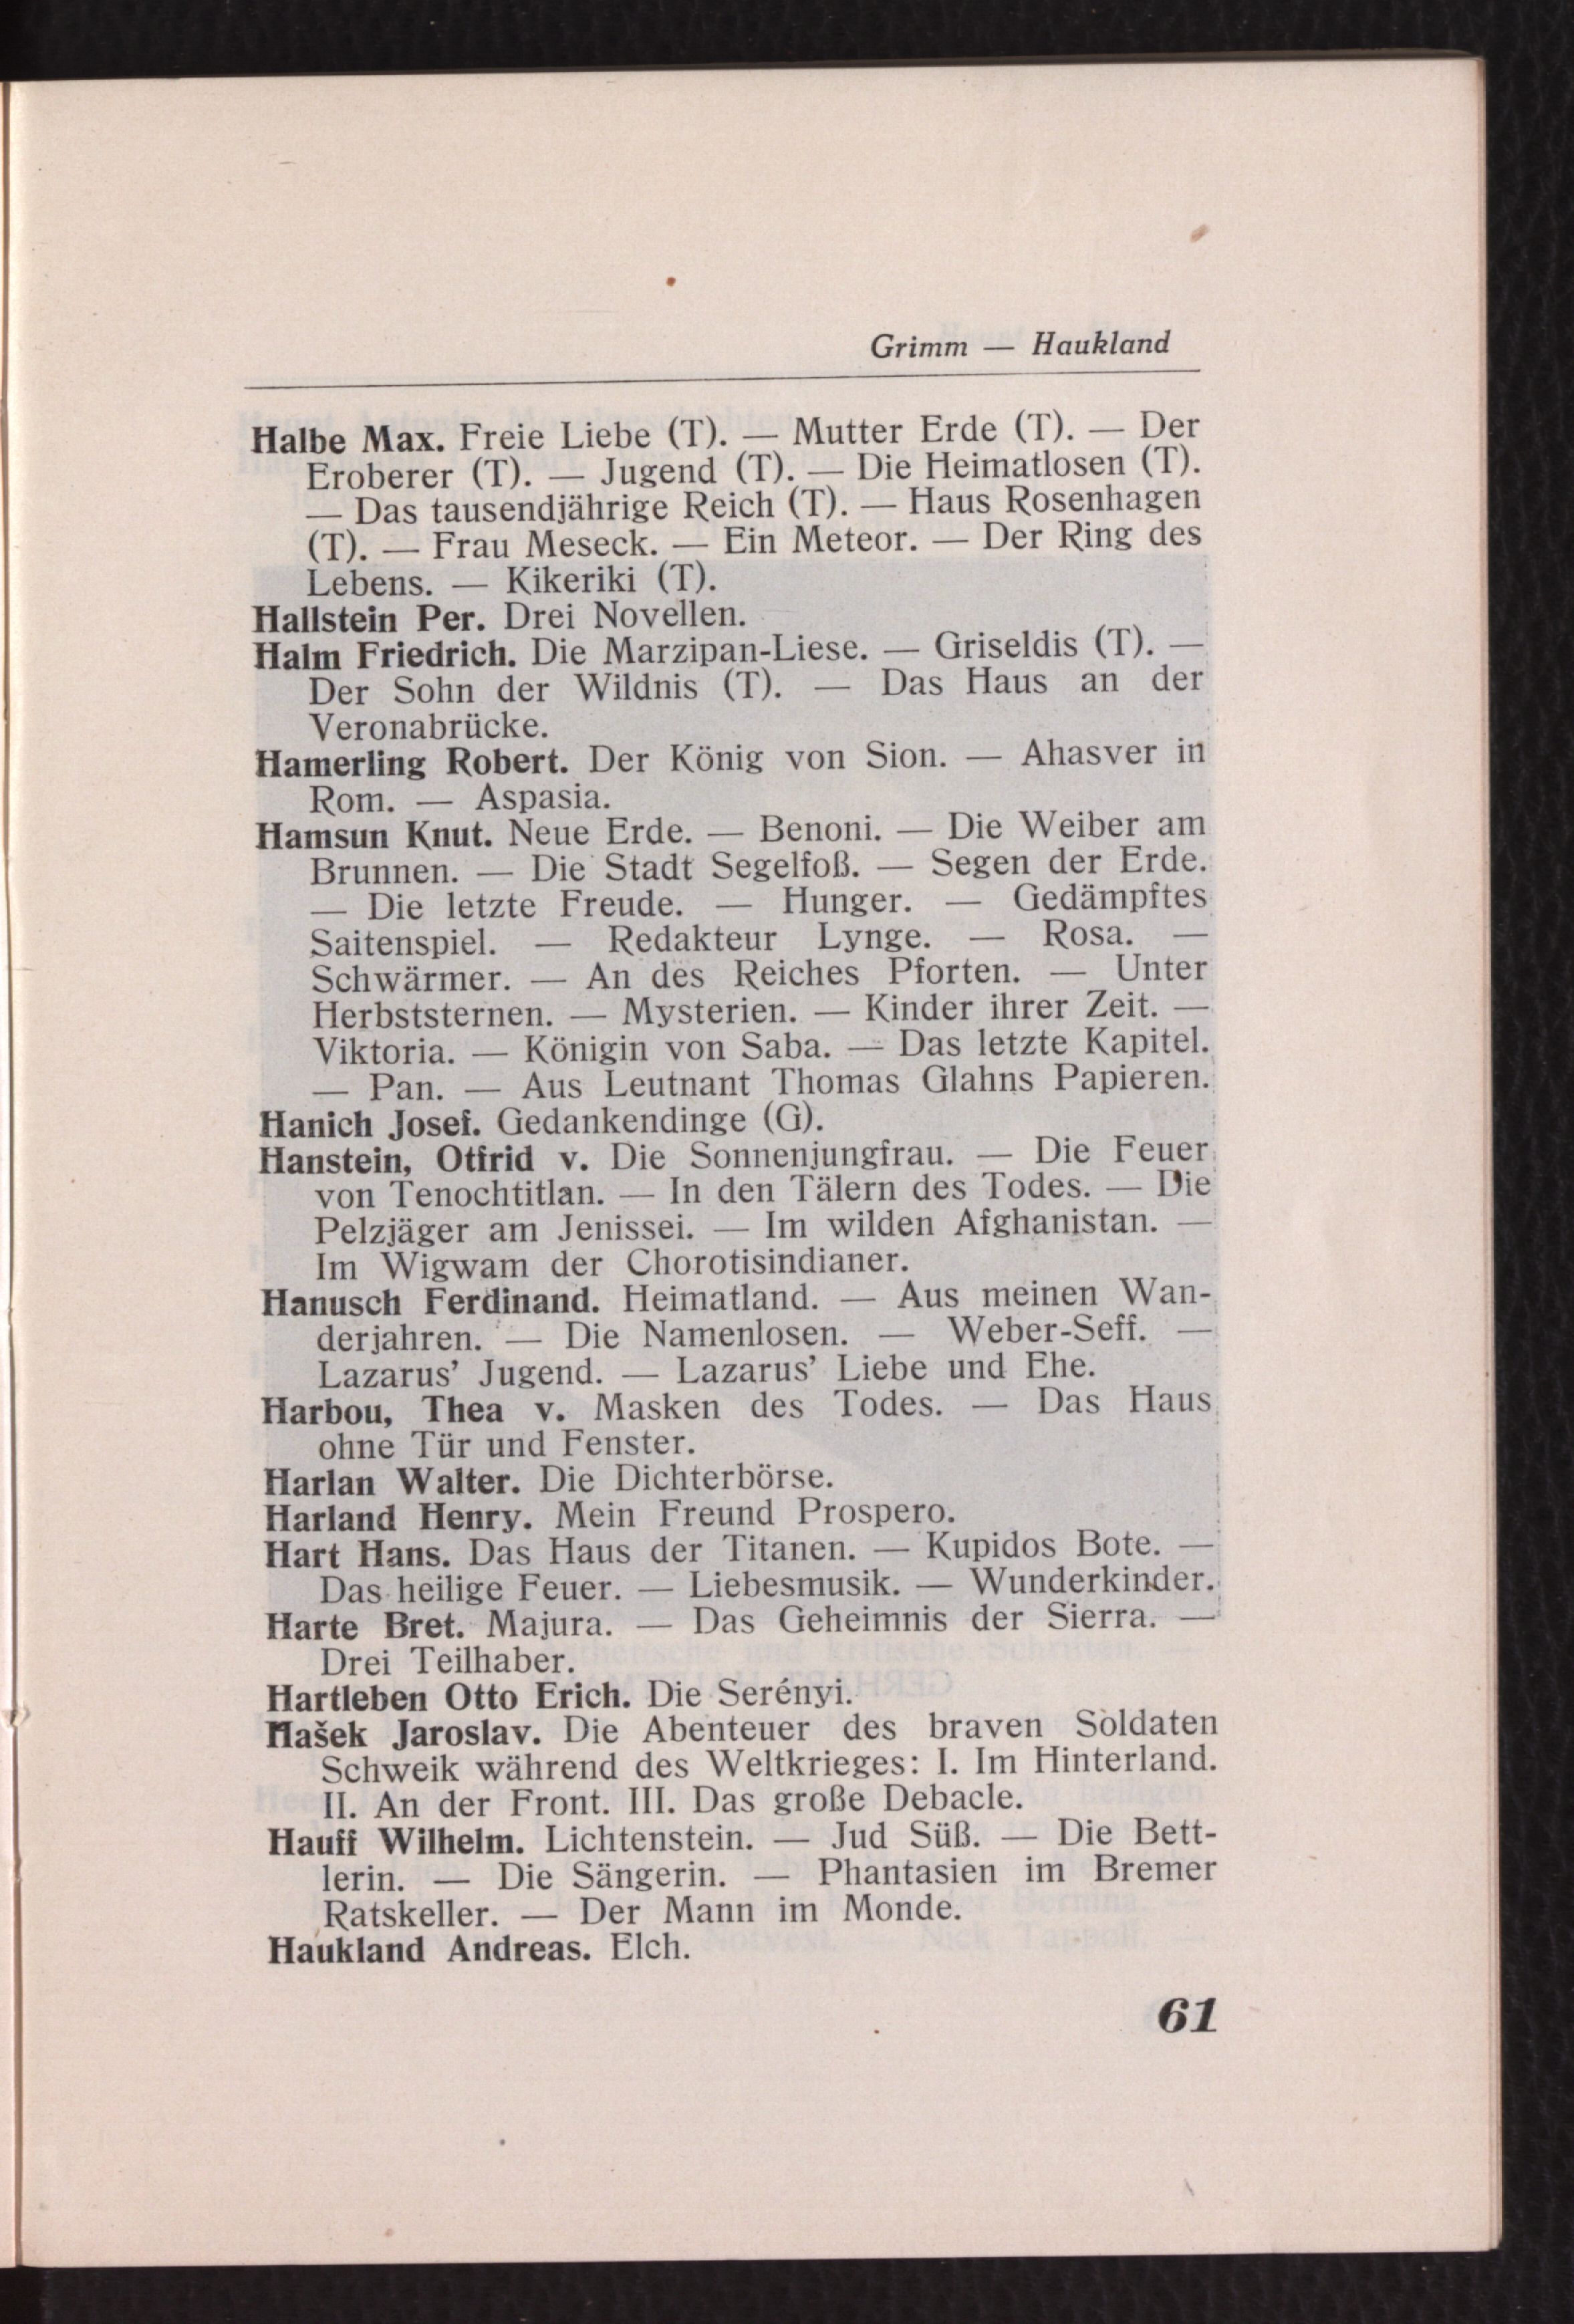 Grimm — Haukland
Halbe Max. Freie Liebe (T). — Mutter Erde (T). — Der
Eroberer (T). — Jugend (T). — Die Heimatlosen (T).
— Das tausendjährige Reich (T). — Haus Rosenhagen
(T). — Frau Meseck. — Ein Meteor. — Der Ring des
Lebens. — Kikeriki (T).
Hallstein Per. Drei Novellen.
Halm Friedrich. Die Marzipan-Liese. — Griseldis (T). —
Der Sohn der Wildnis (T). — Das Haus an der
Veronabrücke.
Hamerling Robert. Der König von Sion. — Ahasver in
Rom. — Aspasia.
Hamsun Knut. Neue Erde. — Benoni. — Die Weiber am
Brunnen. — Die Stadt Segelfoß. — Segen der Erde.
— Die letzte Freude. — Hunger. — Gedämpftes
Saitenspiel. — Redakteur Lynge. — Rosa. —
Schwärmer. — An des Reiches Pforten. — Unter
Herbststernen. — Mysterien. — Kinder ihrer Zeit. —
Viktoria. — Königin von Saba. — Das letzte Kapitel.
— Pan. — Aus Leutnant Thomas Glahns Papieren.
Hanich Josef. Gedankendinge (G).
Hanstein, Otfrid v. Die Sonnenjungfrau. — Die Feuer
von Tenochtitlan. — In den Tälern des Todes. — Die
Pelzjäger am Jenissei. — Im wilden Afghanistan. —
Im Wigwam der Chorotisindianer.
Hanusch Ferdinand. Heimatland. — Aus meinen Wan-
derjahren. — Die Namenlosen. — Weber-Seff. —
Lazarus’ Jugend. — Lazarus’ Liebe und Ehe.
Harbou, Thea v. Masken des Todes. — Das Haus
ohne Tür und Fenster.
Harlan Walter. Die Dichterbörse.
Harland Henry. Mein Freund Prospero.
Hart Hans. Das Haus der Titanen. — Kupidos Bote. —
Das heilige Feuer. — Liebesmusik. — Wunderkinder.
Harte Bret. Majura. — Das Geheimnis der Sierra. —
Drei Teilhaber.
Hartleben Otto Erich. Die Serényi.
Hašek Jaroslav. Die Abenteuer des braven Soldaten
Schweik während des Weltkrieges: I. Im Hinterland.
II. An der Front. III. Das große Debacle.
Hauff Wilhelm. Lichtenstein. — Jud Süß. — Die Bett-
lerin. — Die Sängerin. — Phantasien im Bremer
Ratskeller. — Der Mann im Monde.
Haukland Andreas. Elch.
61